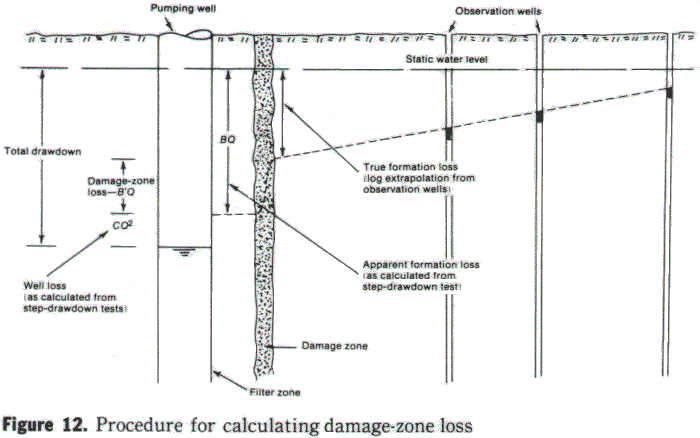 Pumping well
Observation wells
Static water level
Total drawdown
BQ
Damage-zone
loss—B'Q
CQ²
True formation loss
(log extrapolation from
observation wells)
Apparent formation loss
(as calculated from
step-drawdown test)
Well loss
(as calculated from
step-drawdown tests)
Damage zone
Filter zone
Figure 12. Procedure for calculating damage-zone loss